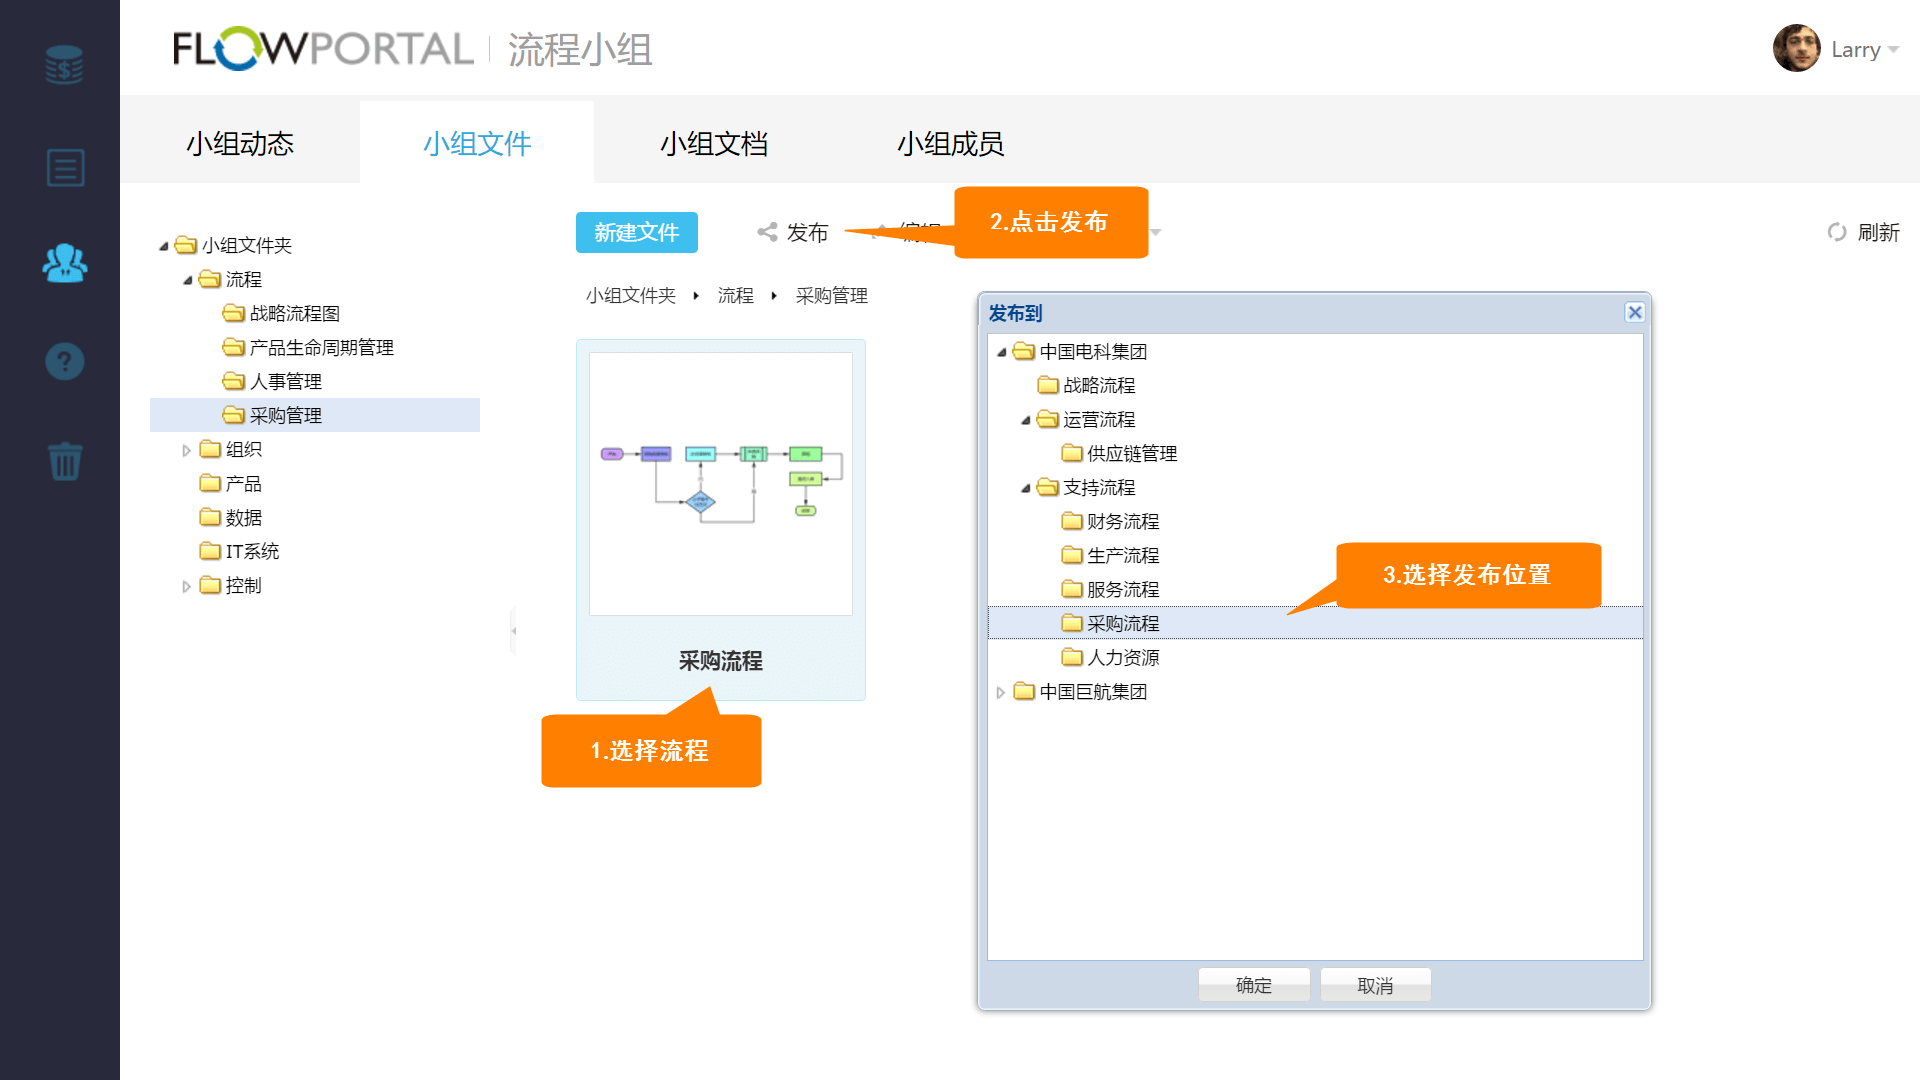 FLOWPORTAL 流程小组
Larry
小组动态 小组文件 小组文档 小组成员
新建文件 发布 编辑 2.点击发布 刷新
小组文件夹 流程 采购管理
小组文件夹
流程
战略流程图
产品生命周期管理
人事管理
采购管理
组织
产品
数据
IT系统
控制
采购流程
1.选择流程
发布到
中国电科集团
战略流程
运营流程
供应链管理
支持流程
财务流程
生产流程
服务流程
采购流程
人力资源
中国巨航集团
3.选择发布位置
确定 取消